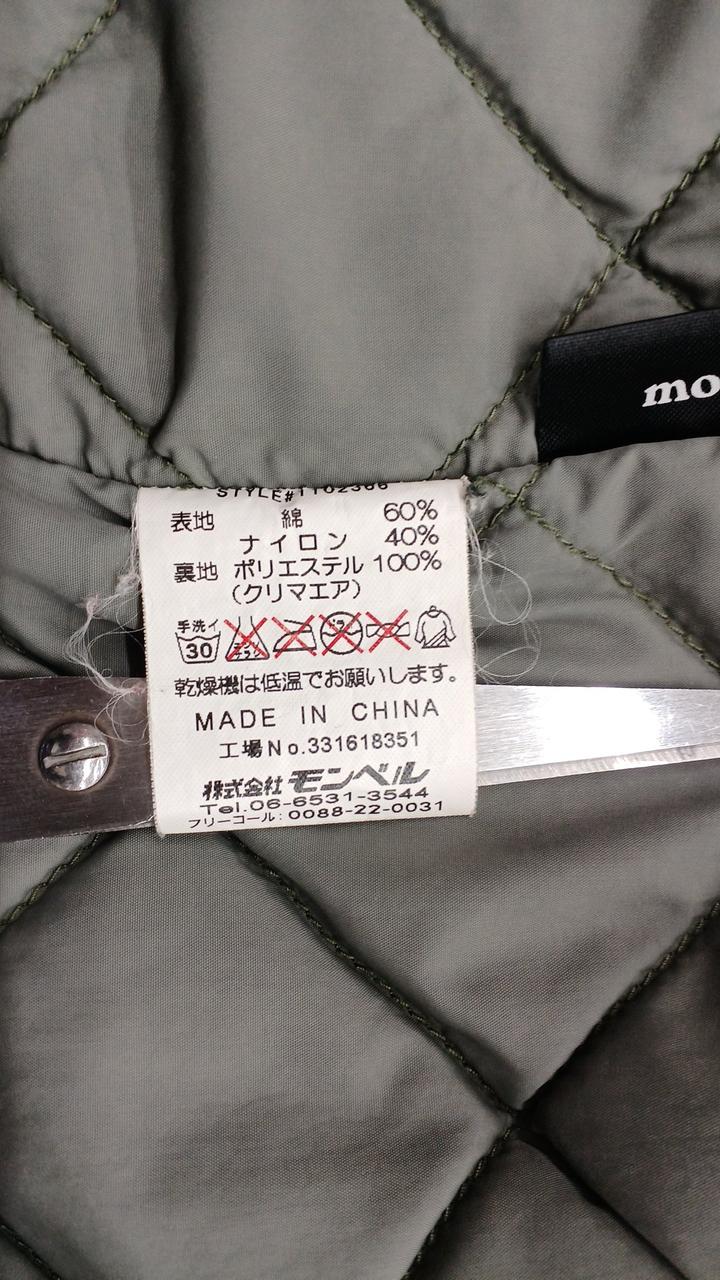 mo
STYLE#1102366
表地 綿 60%
ナイロン 40%
裏地 ポリエステル 100%
(クリマエア)
手洗イ
30
乾燥機は低温でお願いします。
MADE IN CHINA
工場No.331618351
株式会社モンベル
Tel.06-6531-3544
フリーコール:0088-22-0031